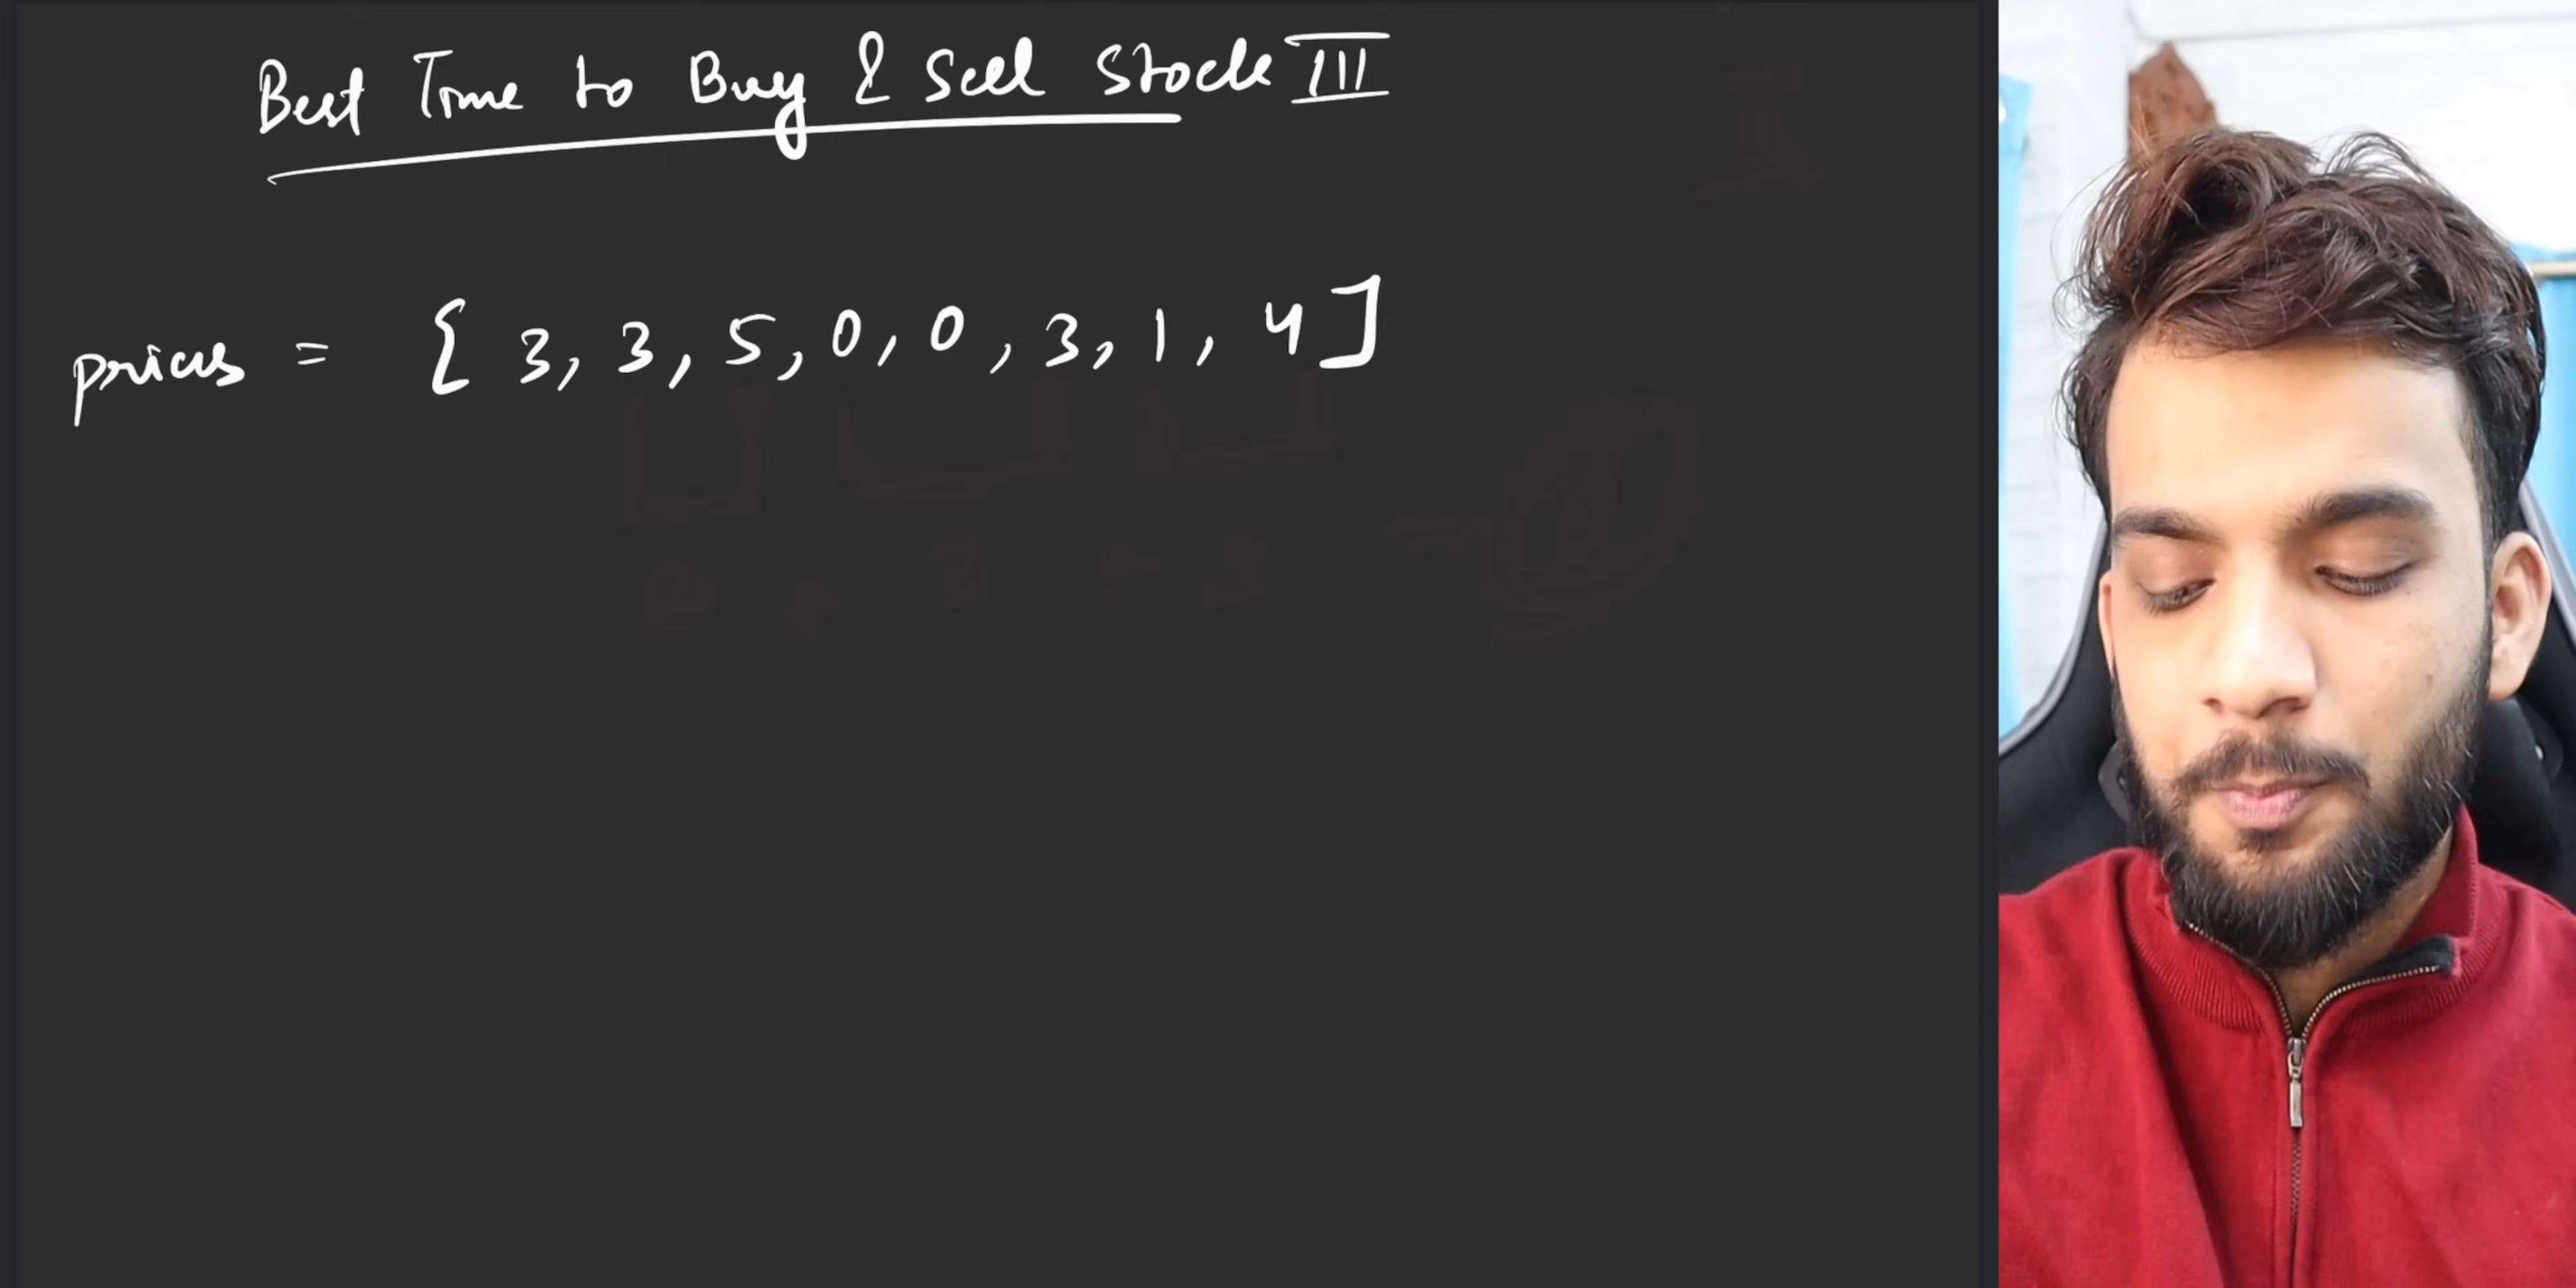 Best Time to Buy & Sell Stock III
prices = [ 3, 3, 5, 0, 0, 3, 1, 4 ]